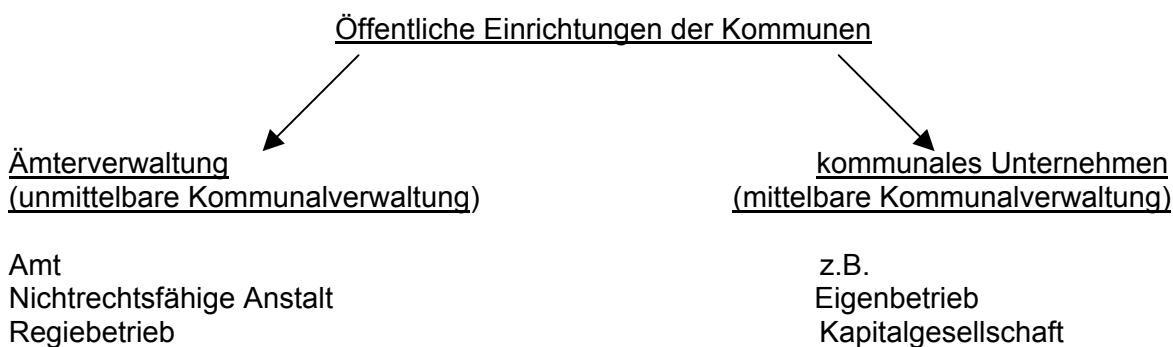 Öffentliche Einrichtungen der Kommunen
Ämterverwaltung
(unmittelbare Kommunalverwaltung)
kommunales Unternehmen
(mittelbare Kommunalverwaltung)
Amt
Nichtrechtsfähige Anstalt
Regiebetrieb
z.B.
Eigenbetrieb
Kapitalgesellschaft